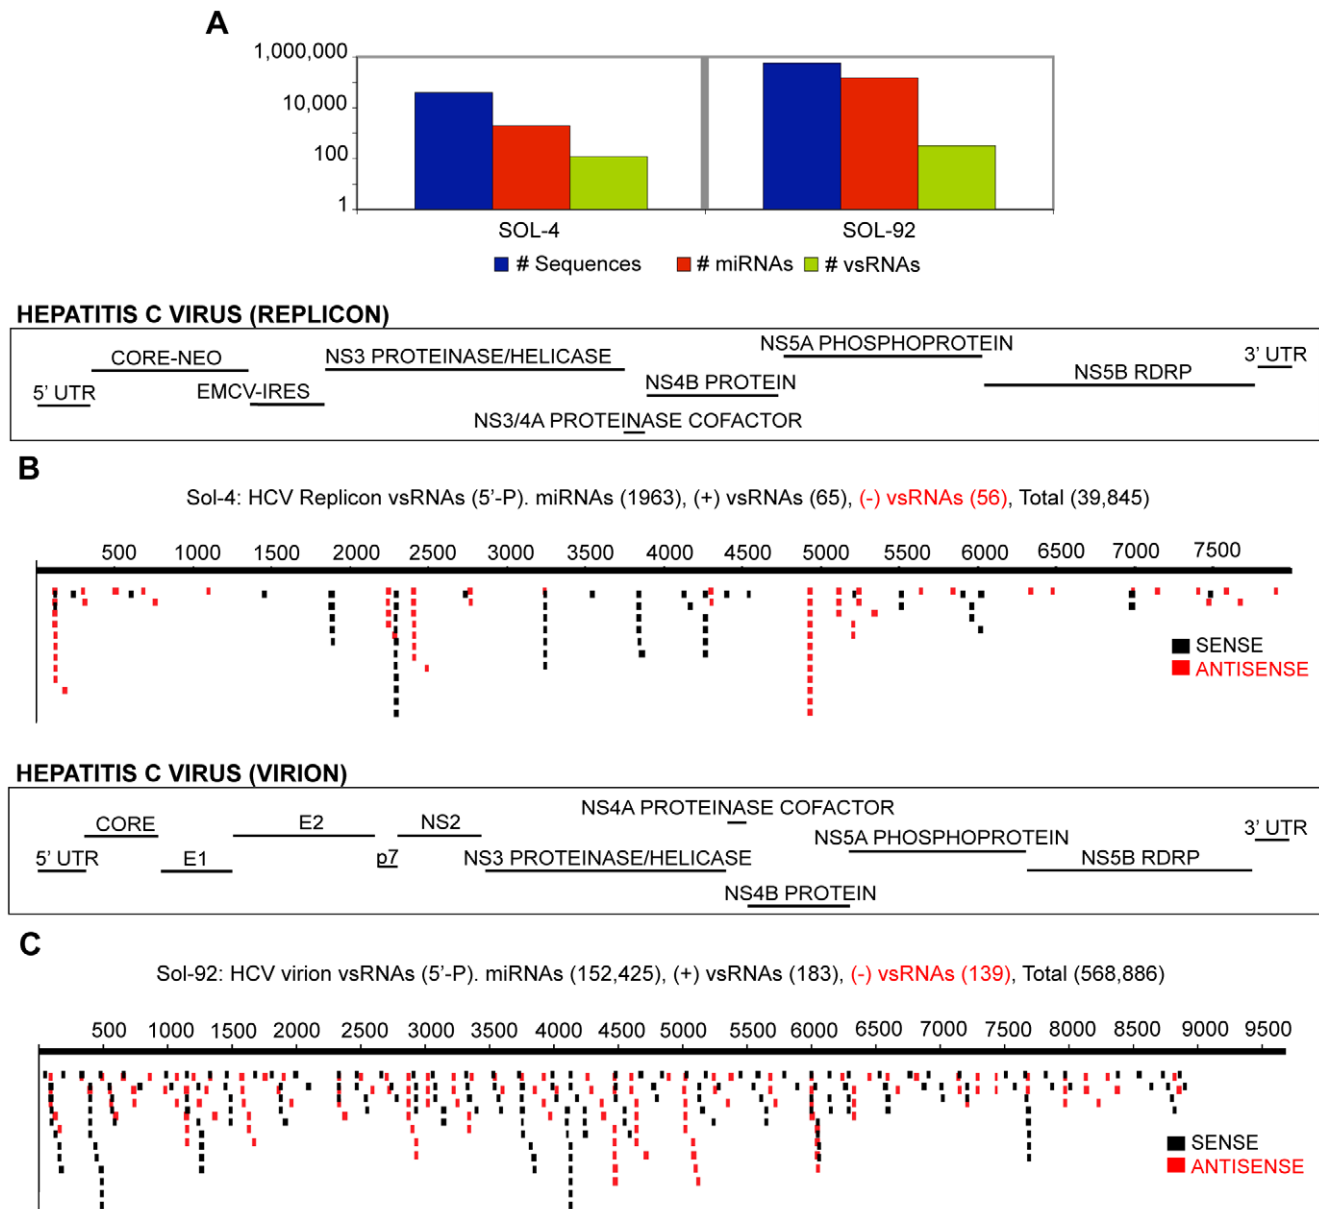 A
1,000,000
10,000
100
1
SOL-4 SOL-92
# Sequences # miRNAs # vsRNAs
HEPATITIS C VIRUS (REPLICON)
NS5A PHOSPHOPROTEIN
CORE-NEO NS3 PROTEINASE/HELICASE 3' UTR
NS4B PROTEIN NS5B RDRP
5' UTR EMCV-IRES
NS3/4A PROTEINASE COFACTOR
B
Sol-4: HCV Replicon vsRNAs (5'-P). miRNAs (1963), (+) vsRNAs (65), (-) vsRNAs (56), Total (39,845)
500 1000 1500 2000 2500 3000 3500 4000 4500 5000 5500 6000 6500 7000 7500
SENSE
ANTISENSE
HEPATITIS C VIRUS (VIRION)
NS4A PROTEINASE COFACTOR
CORE E2 NS2 NS5A PHOSPHOPROTEIN 3' UTR
5' UTR E1 p7 NS3 PROTEINASE/HELICASE NS5B RDRP
NS4B PROTEIN
C
Sol-92: HCV virion vsRNAs (5'-P). miRNAs (152,425), (+) vsRNAs (183), (-) vsRNAs (139), Total (568,886)
500 1000 1500 2000 2500 3000 3500 4000 4500 5000 5500 6000 6500 7000 7500 8000 8500 9000 9500
SENSE
ANTISENSE